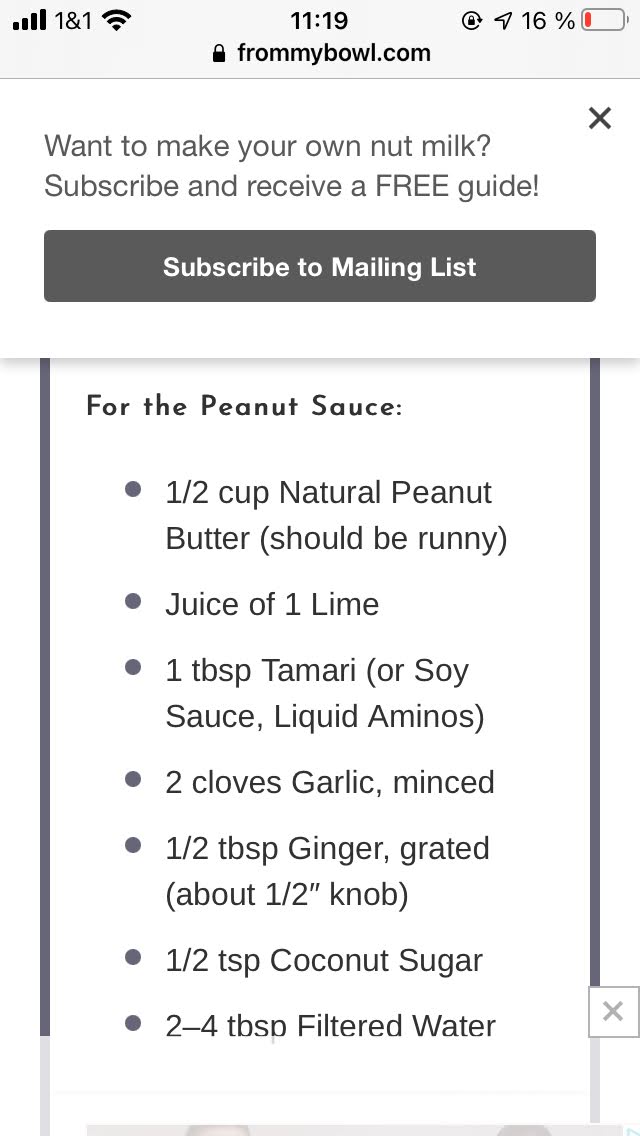 1&1 11:19 16 %
frommybowl.com
Want to make your own nut milk?
Subscribe and receive a FREE guide!
Subscribe to Mailing List
For the Peanut Sauce:
1/2 cup Natural Peanut
Butter (should be runny)
Juice of 1 Lime
1 tbsp Tamari (or Soy
Sauce, Liquid Aminos)
2 cloves Garlic, minced
1/2 tbsp Ginger, grated
(about 1/2″ knob)
1/2 tsp Coconut Sugar
2–4 tbsp Filtered Water